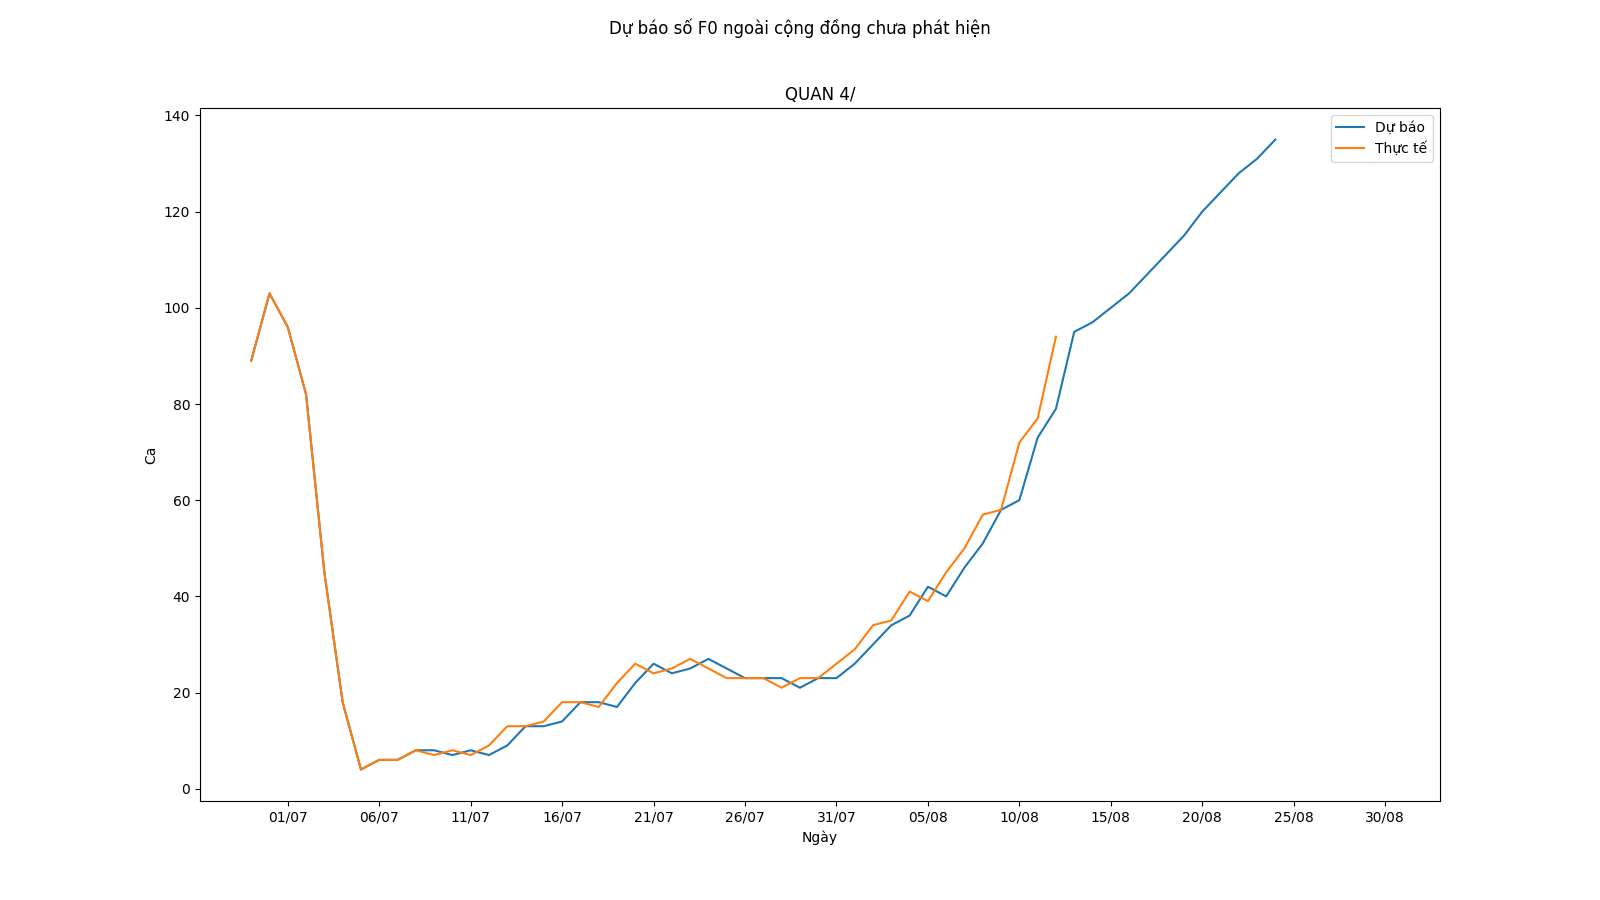 Dự báo số F0 ngoài cộng đồng chưa phát hiện
QUAN 4/
Dự báo
Thực tế
140
120
100
80
60
40
20
0
Ca
01/07 06/07 11/07 16/07 21/07 26/07 31/07 05/08 10/08 15/08 20/08 25/08 30/08
Ngày